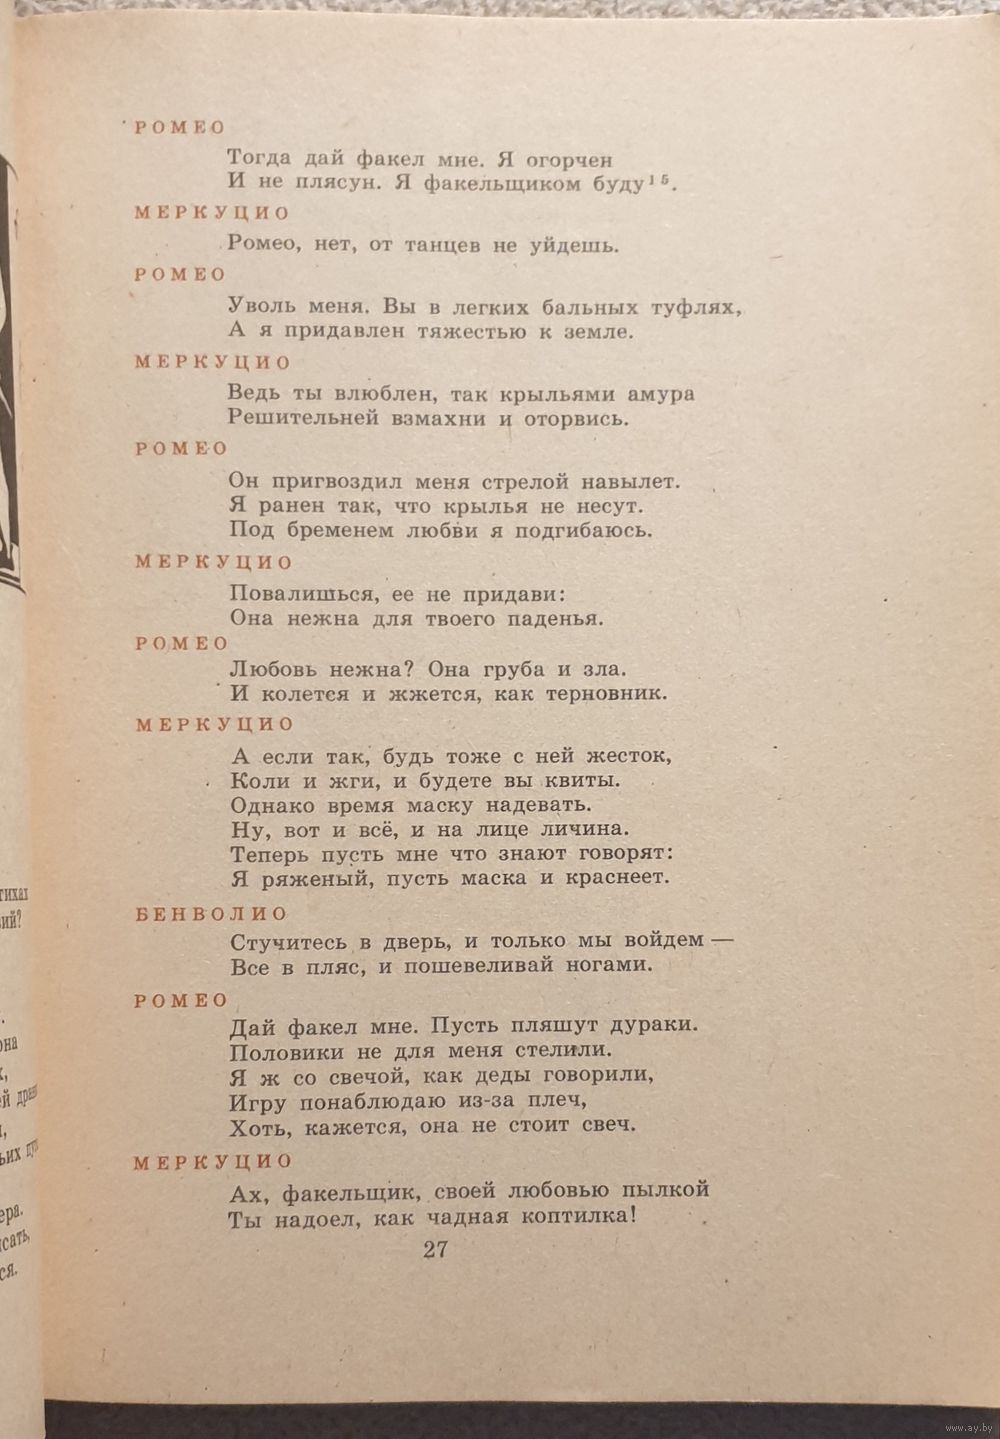 РОМЕО
Тогда дай факел мне. Я огорчен
И не плясун. Я факельщиком буду¹⁵.
МЕРКУЦИО
Ромео, нет, от танцев не уйдешь.
РОМЕО
Уволь меня. Вы в легких бальных туфлях,
А я придавлен тяжестью к земле.
МЕРКУЦИО
Ведь ты влюблен, так крыльями амура
Решительней взмахни и оторвись.
РОМЕО
Он пригвоздил меня стрелой навылет.
Я ранен так, что крылья не несут.
Под бременем любви я подгибаюсь.
МЕРКУЦИО
Повалишься, ее не придави:
Она нежна для твоего паденья.
РОМЕО
Любовь нежна? Она груба и зла.
И колется и жжется, как терновник.
МЕРКУЦИО
А если так, будь тоже с ней жесток,
Коли и жги, и будете вы квиты.
Однако время маску надевать.
Ну, вот и всё, и на лице личина.
Теперь пусть мне что знают говорят:
Я ряженый, пусть маска и краснеет.
БЕНВОЛИО
Стучитесь в дверь, и только мы войдем —
Все в пляс, и пошевеливай ногами.
РОМЕО
Дай факел мне. Пусть пляшут дураки.
Половики не для меня стелили.
Я ж со свечой, как деды говорили,
Игру понаблюдаю из-за плеч,
Хоть, кажется, она не стоит свеч.
МЕРКУЦИО
Ах, факельщик, своей любовью пылкой
Ты надоел, как чадная коптилка!
27
www.ay.by